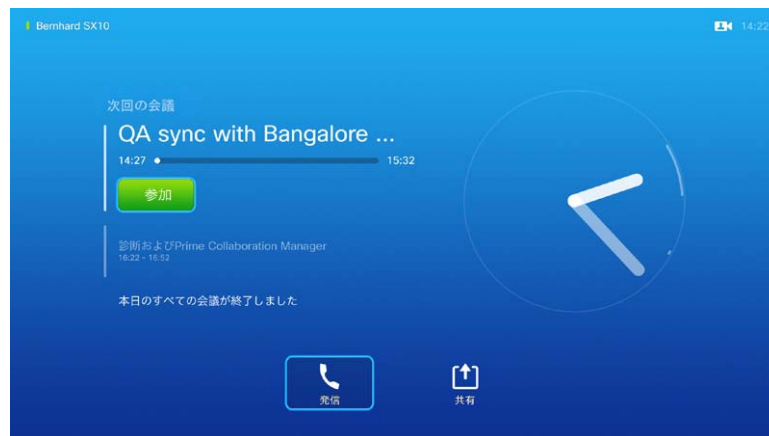 Bernhard SX10
14:22
次回の会議
QA sync with Bangalore ...
14:27
15:32
参加
診断およびPrime Collaboration Manager
16:22 - 16:52
本日のすべての会議が終了しました
発信
共有